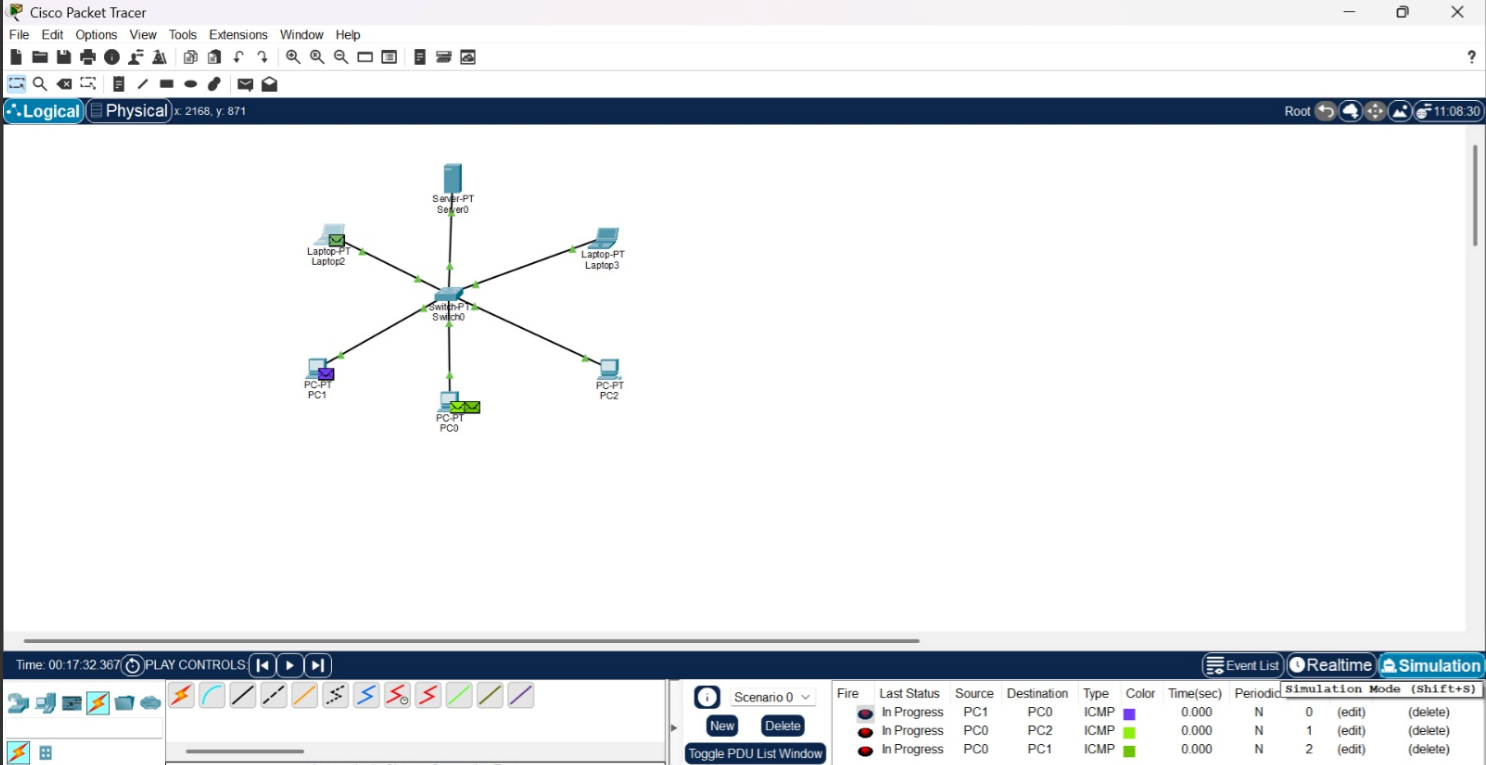 Cisco Packet Tracer
File Edit Options View Tools Extensions Window Help
?
Logical Physical x: 2168, y: 871 Root 11:08:30
Server-PT
Server0
Laptop-PT
Laptop2
Laptop-PT
Laptop3
Switch-PT
Switch0
PC-PT
PC1
PC-PT
PC2
PC-PT
PC0
Time: 00:17:32.367 PLAY CONTROLS: Event List Realtime Simulation
Simulation Mode (Shift+S)
Scenario 0
New Delete
Toggle PDU List Window
Fire Last Status Source Destination Type Color Time(sec) Periodic
In Progress PC1 PC0 ICMP 0.000 N 0 (edit) (delete)
In Progress PC0 PC2 ICMP 0.000 N 1 (edit) (delete)
In Progress PC0 PC1 ICMP 0.000 N 2 (edit) (delete)